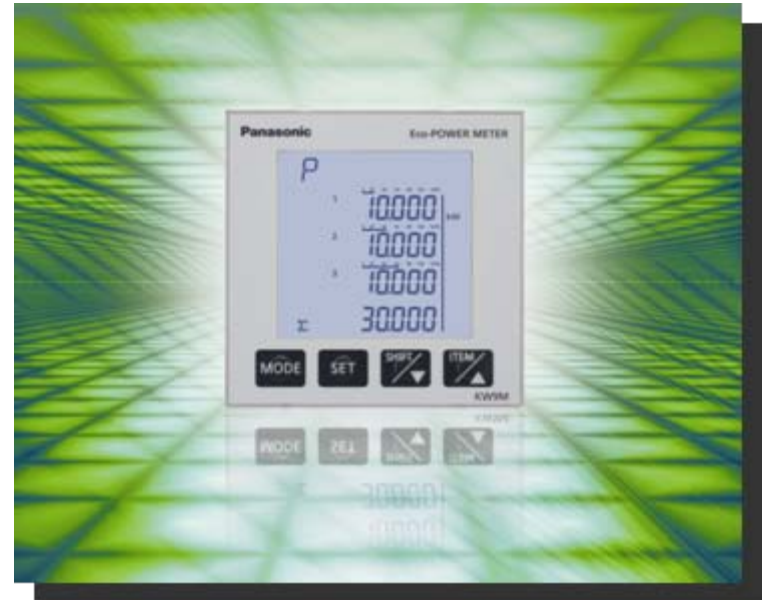 Panasonic Eco-POWER METER
P
1 10.000 kW
2 10.000
3 10.000
Σ 30.000
MODE SET SHIFT ITEM
KW9M